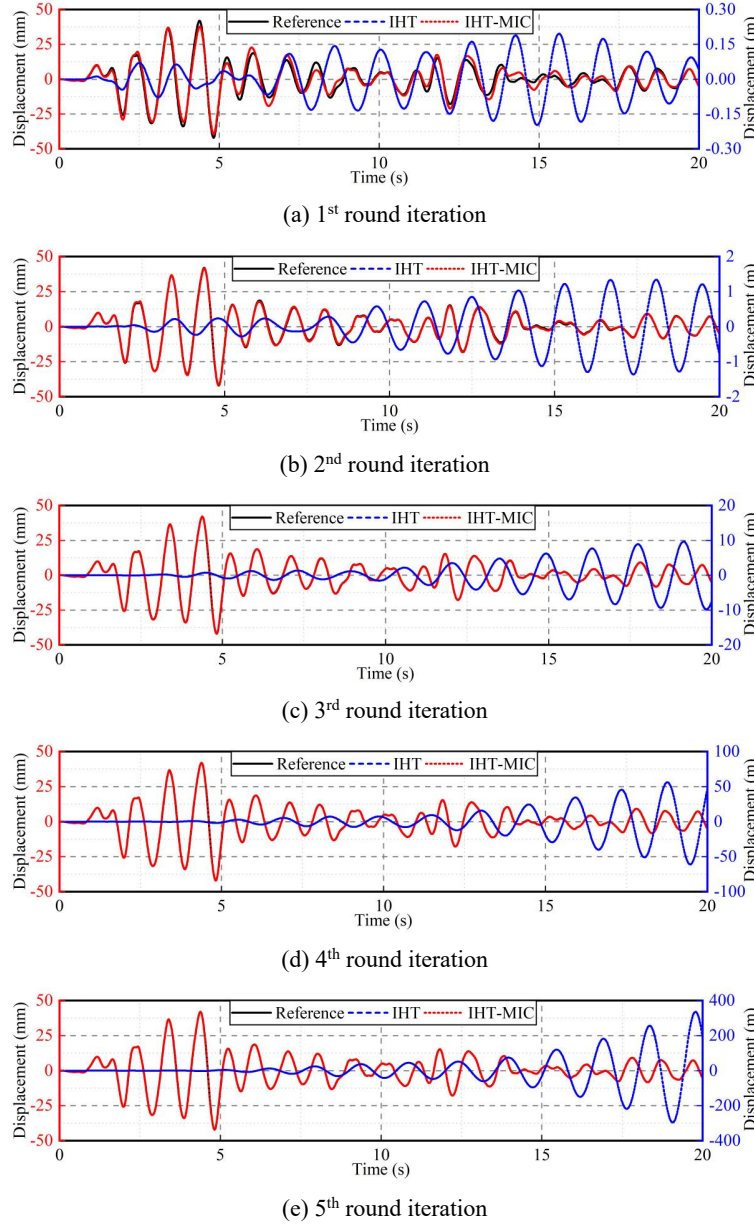 50
25
0
-25
-50
Displacement (mm)
Reference IHT IHT-MIC
0.30
0.15
0.00
-0.15
-0.30
Displacement (m)
0 5 10 15 20
Time (s)
(a) 1st round iteration
50
25
0
-25
-50
Displacement (mm)
Reference IHT IHT-MIC
2
1
0
-1
-2
Displacement (m)
0 5 10 15 20
Time (s)
(b) 2nd round iteration
50
25
0
-25
-50
Displacement (mm)
Reference IHT IHT-MIC
20
10
0
-10
-20
Displacement (m)
0 5 10 15 20
Time (s)
(c) 3rd round iteration
50
25
0
-25
-50
Displacement (mm)
Reference IHT IHT-MIC
100
50
0
-50
-100
Displacement (m)
0 5 10 15 20
Time (s)
(d) 4th round iteration
50
25
0
-25
-50
Displacement (mm)
Reference IHT IHT-MIC
400
200
0
-200
-400
Displacement (m)
0 5 10 15 20
Time (s)
(e) 5th round iteration